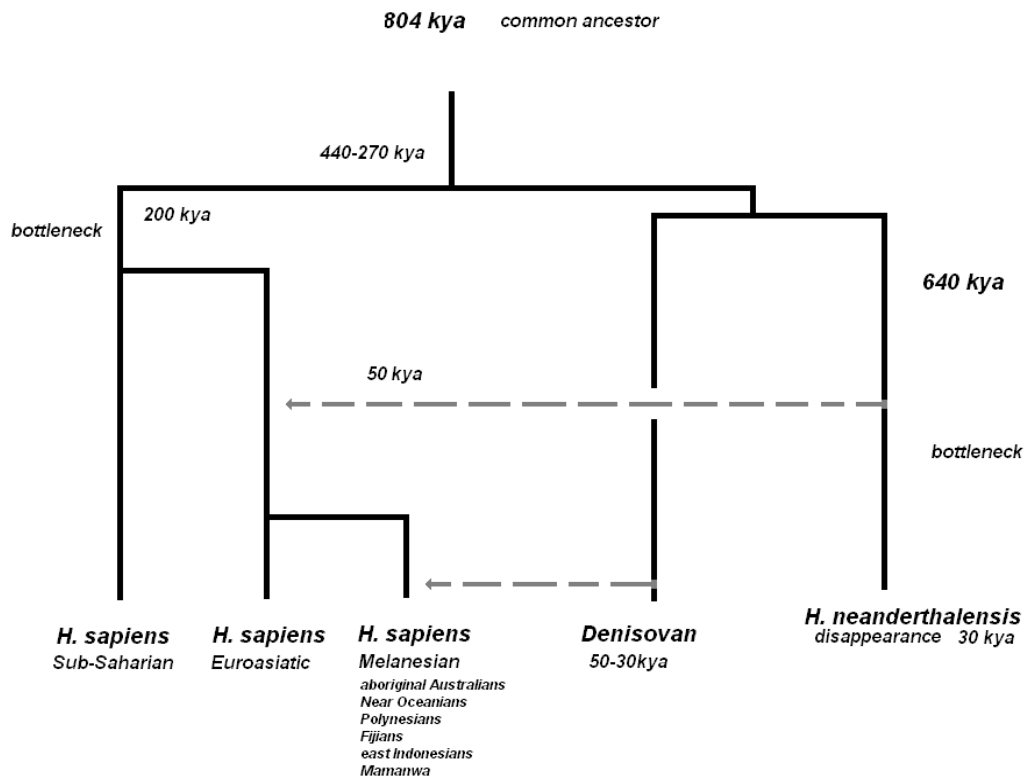 804 kya common ancestor
440-270 kya
200 kya
bottleneck
640 kya
50 kya
bottleneck
H. sapiens
Sub-Saharian
H. sapiens
Euroasiatic
H. sapiens
Melanesian
aboriginal Australians
Near Oceanians
Polynesians
Fijians
east Indonesians
Mamanwa
Denisovan
50-30kya
H. neanderthalensis
disappearance 30 kya